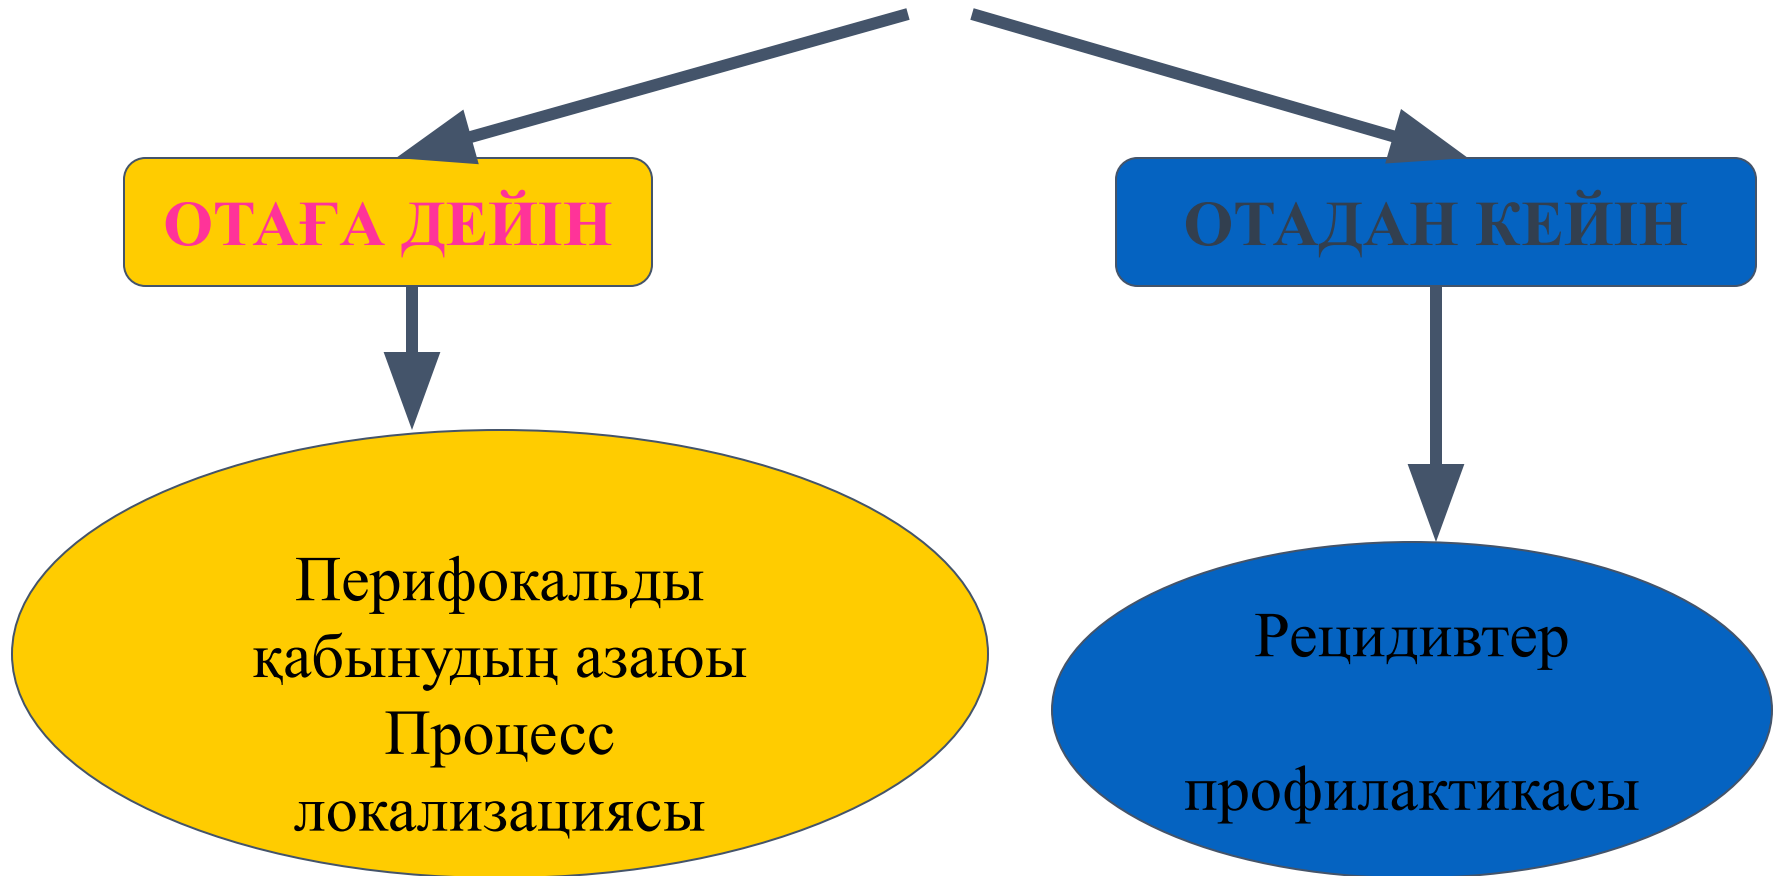 ОТАҒА ДЕЙІН
ОТАДАН КЕЙІН
Перифокальды
қабынудың азаюы
Процесс
локализациясы
Рецидивтер
профилактикасы